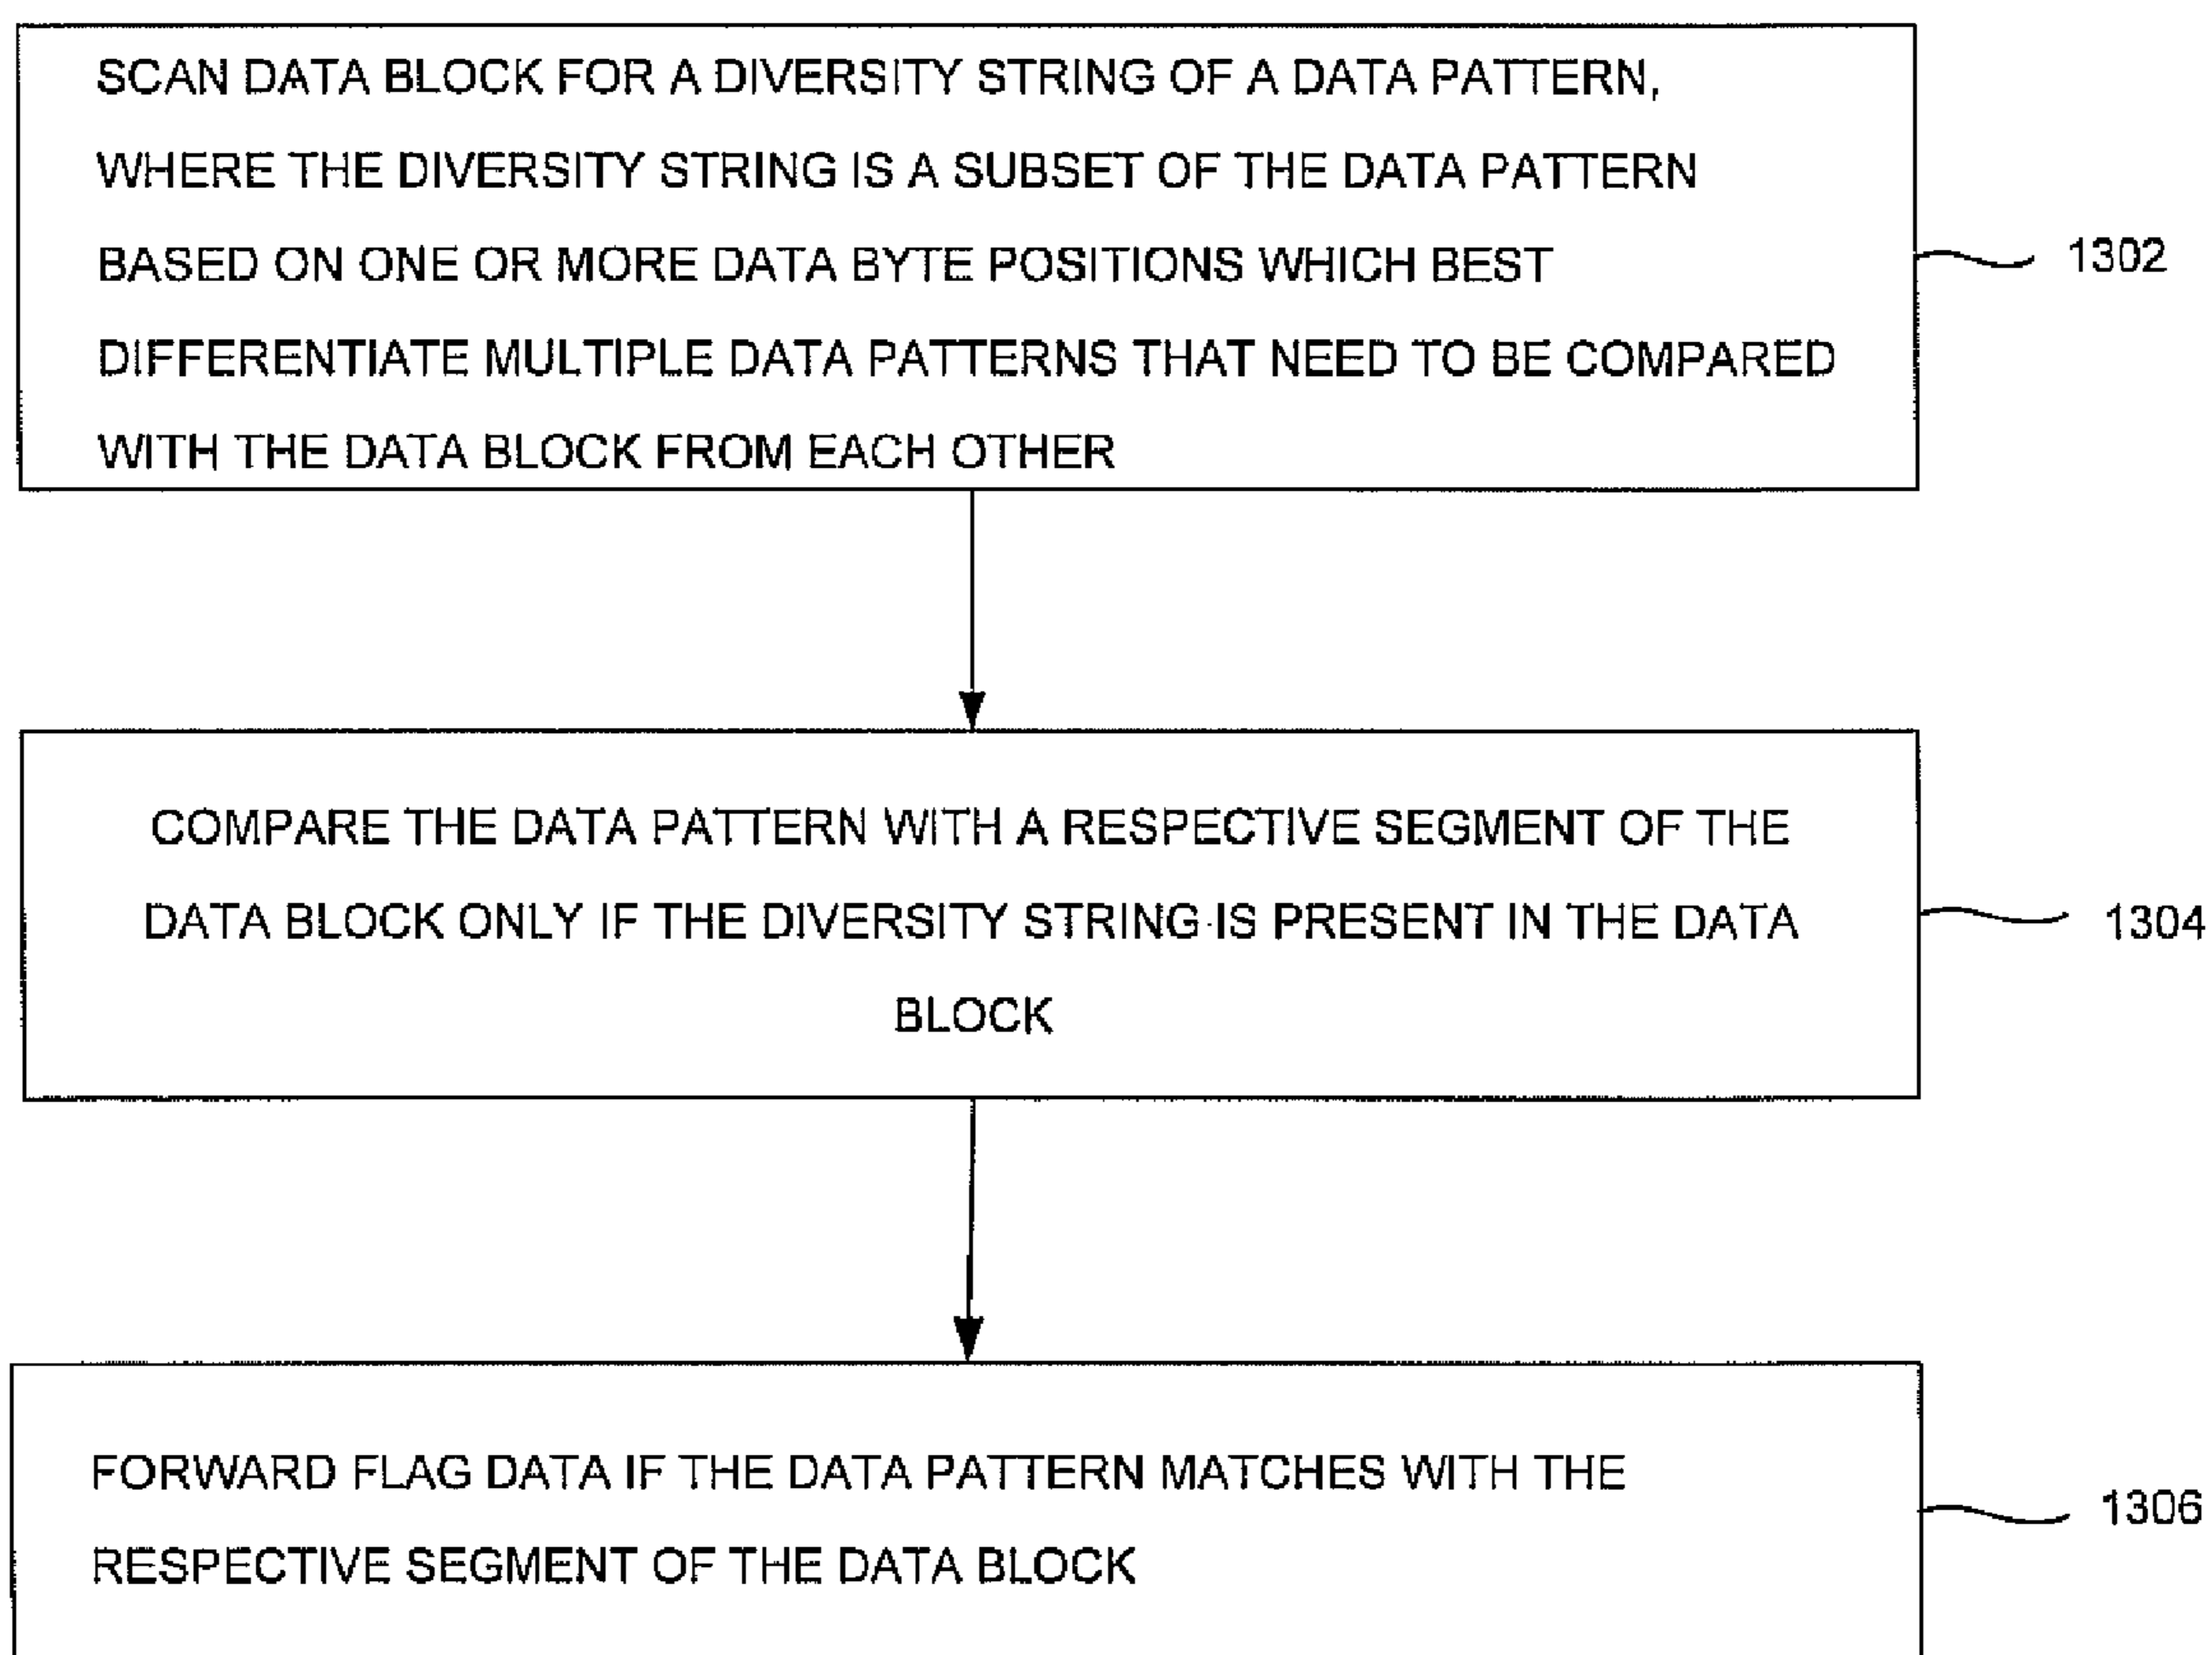 SCAN DATA BLOCK FOR A DIVERSITY STRING OF A DATA PATTERN,
WHERE THE DIVERSITY STRING IS A SUBSET OF THE DATA PATTERN
BASED ON ONE OR MORE DATA BYTE POSITIONS WHICH BEST
1302
DIFFERENTIATE MULTIPLE DATA PATTERNS THAT NEED TO BE COMPARED
WITH THE DATA BLOCK FROM EACH OTHER
COMPARE THE DATA PATTERN WITH A RESPECTIVE SEGMENT OF THE
DATA BLOCK ONLY IF THE DIVERSITY STRING IS PRESENT IN THE DATA
1304
BLOCK
FORWARD FLAG DATA IF THE DATA PATTERN MATCHES WITH THE
1306
RESPECTIVE SEGMENT OF THE DATA BLOCK